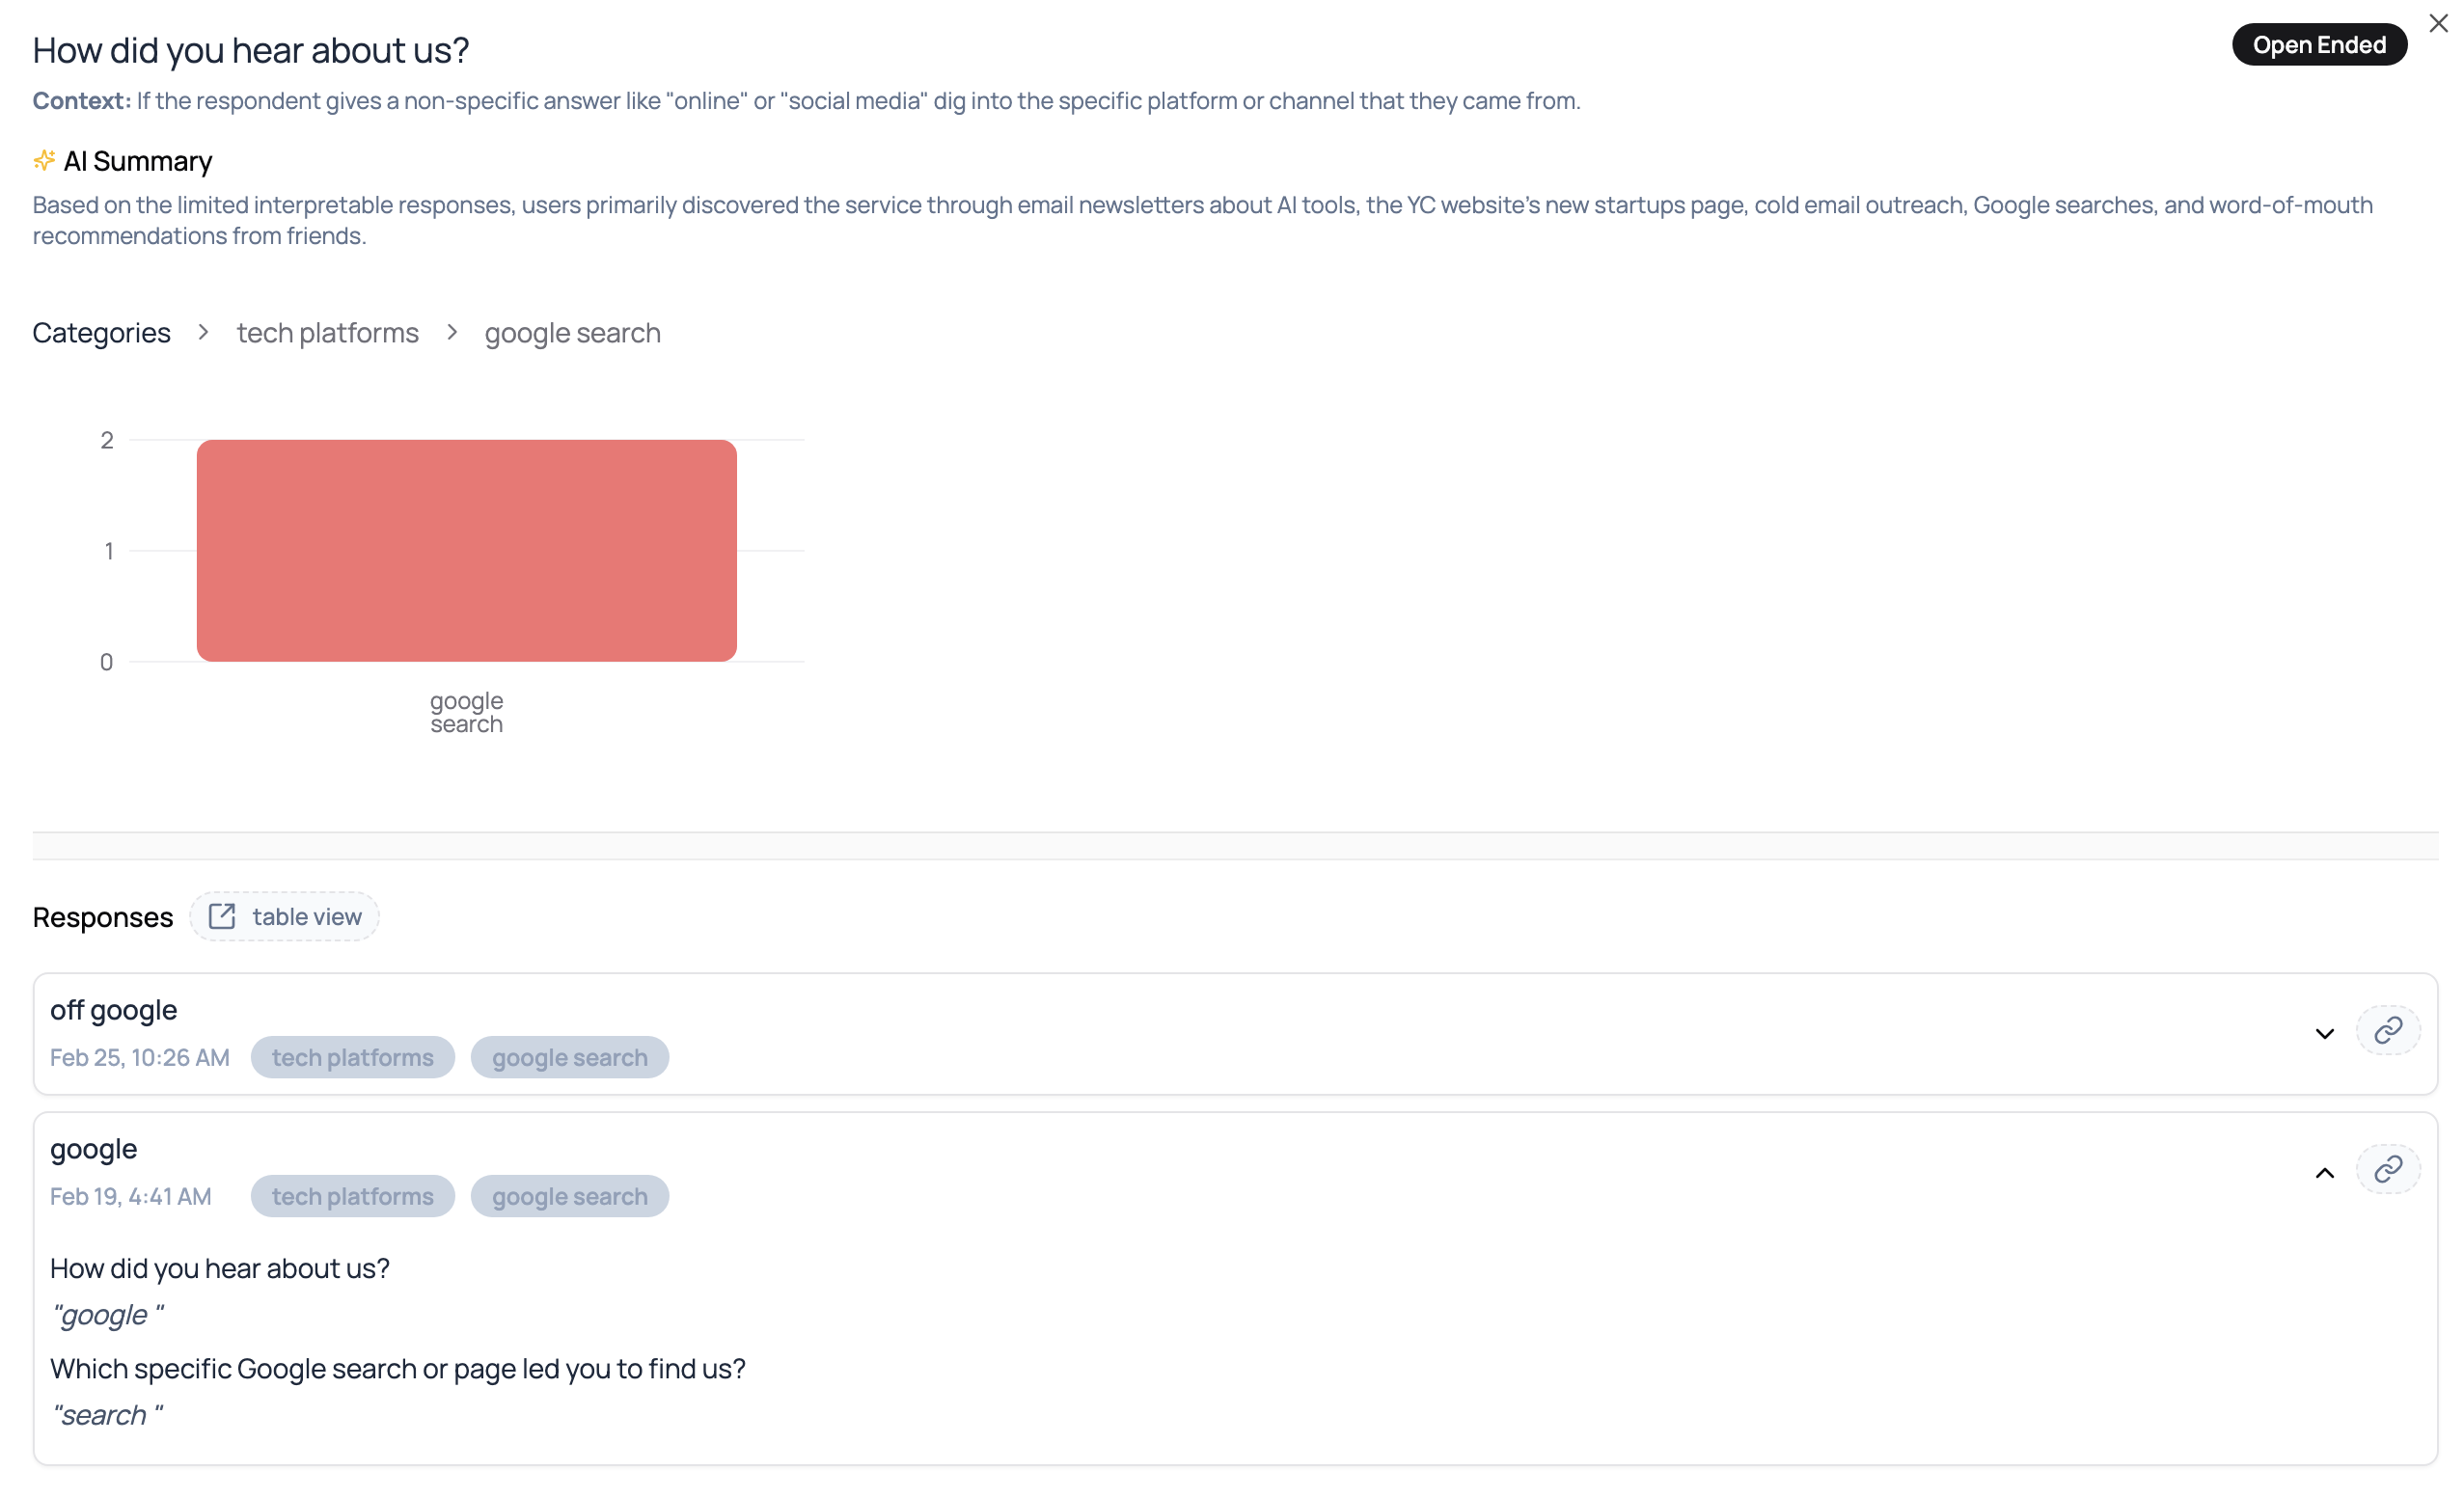 How did you hear about us?
Open Ended
Context: If the respondent gives a non-specific answer like "online" or "social media" dig into the specific platform or channel that they came from.
AI Summary
Based on the limited interpretable responses, users primarily discovered the service through email newsletters about AI tools, the YC website's new startups page, cold email outreach, Google searches, and word-of-mouth
recommendations from friends.
Categories > tech platforms > google search
2
1
0
google
search
Responses
table view
off google
Feb 25, 10:26 AM tech platforms google search
google
Feb 19, 4:41 AM tech platforms google search
How did you hear about us?
"google "
Which specific Google search or page led you to find us?
"search "